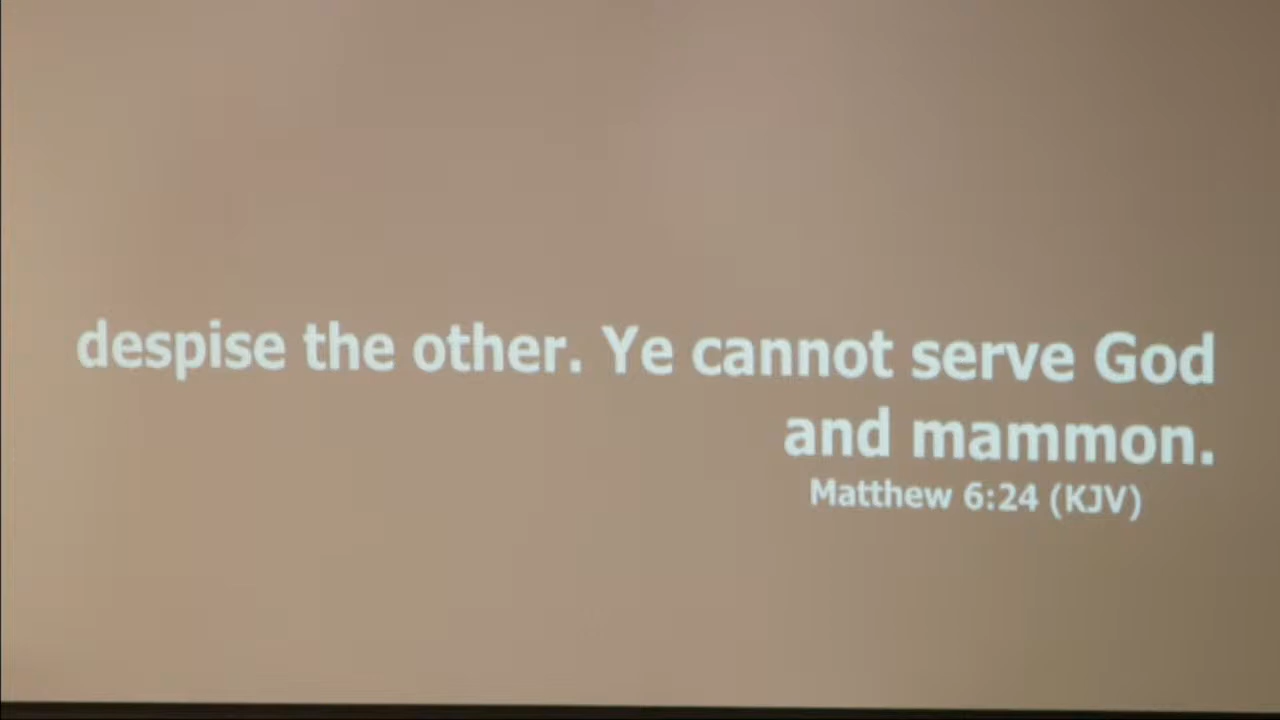 despise the other. Ye cannot serve God
and mammon.
Matthew 6:24 (KJV)